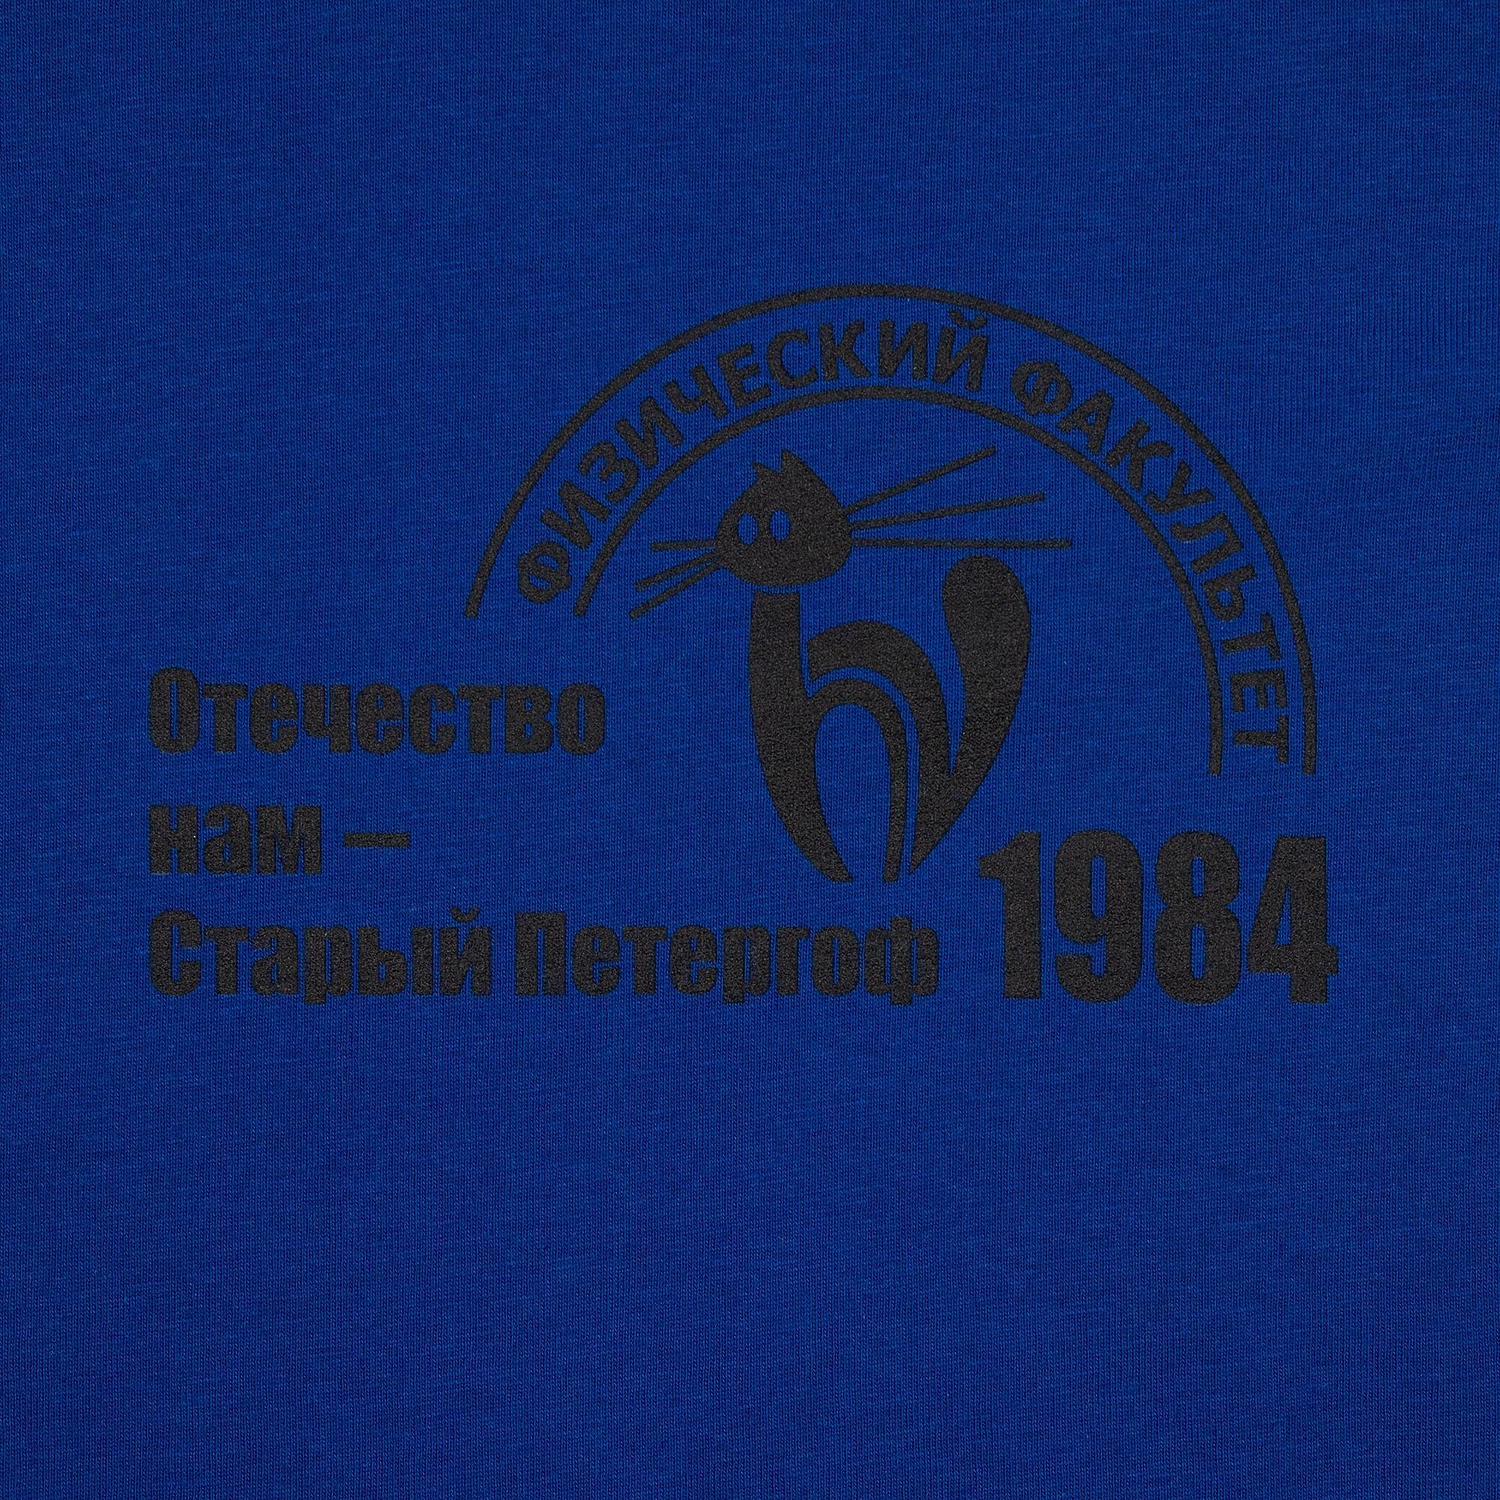 ФИЗИЧЕСКИЙ ФАКУЛЬТЕТ
Отечество
нам –
Старый Петергоф
1984